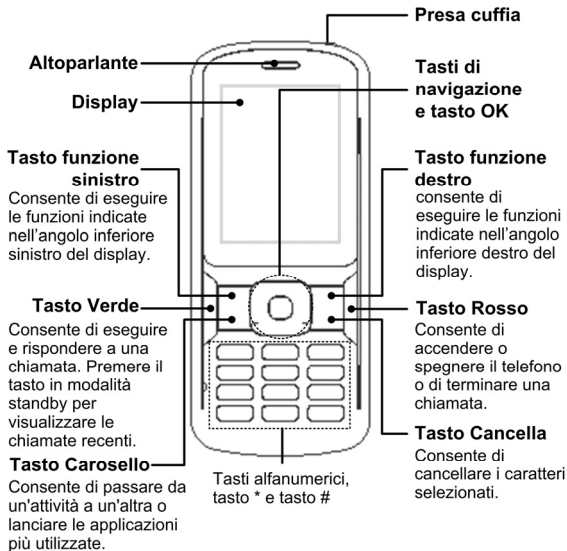 Presa cuffia
Altoparlante
Display
Tasti di
navigazione
e tasto OK
Tasto funzione
sinistro
Consente di eseguire
le funzioni indicate
nell'angolo inferiore
sinistro del display.
Tasto funzione
destro
consente di
eseguire le funzioni
indicate nell'angolo
inferiore destro del
display.
Tasto Verde
Consente di eseguire
e rispondere a una
chiamata. Premere il
tasto in modalità
standby per
visualizzare le
chiamate recenti.
Tasto Rosso
Consente di
accendere o
spegnere il telefono
o di terminare una
chiamata.
Tasto Carosello
Consente di passare da
un'attività a un'altra o
lanciare le applicazioni
più utilizzate.
Tasti alfanumerici,
tasto * e tasto #
Tasto Cancella
Consente di
cancellare i caratteri
selezionati.